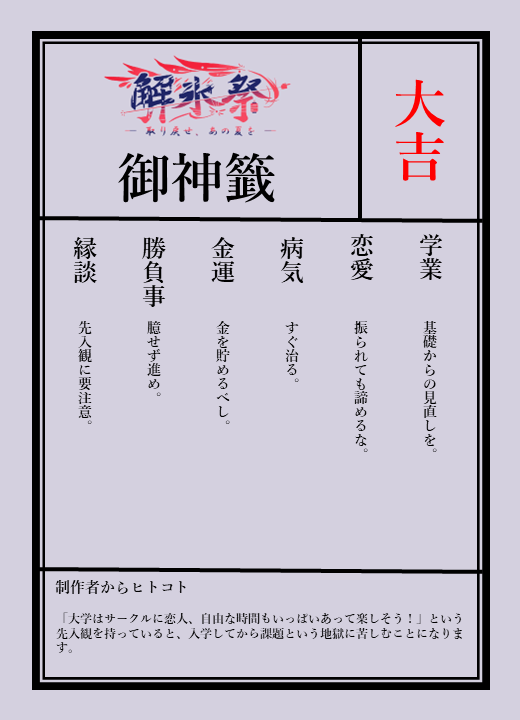 解氷祭
取り戻せ、あの夏を
御神籤
大吉
学業
基礎からの見直しを。
恋愛
振られても諦めるな。
病気
すぐ治る。
金運
金を貯めるべし。
勝負事
臆せず進め。
縁談
先入観に要注意。
制作者からヒトコト
「大学はサークルに恋人、自由な時間もいっぱいあって楽しそう！」という
先入観を持っていると、入学してから課題という地獄に苦しむことになりま
す。